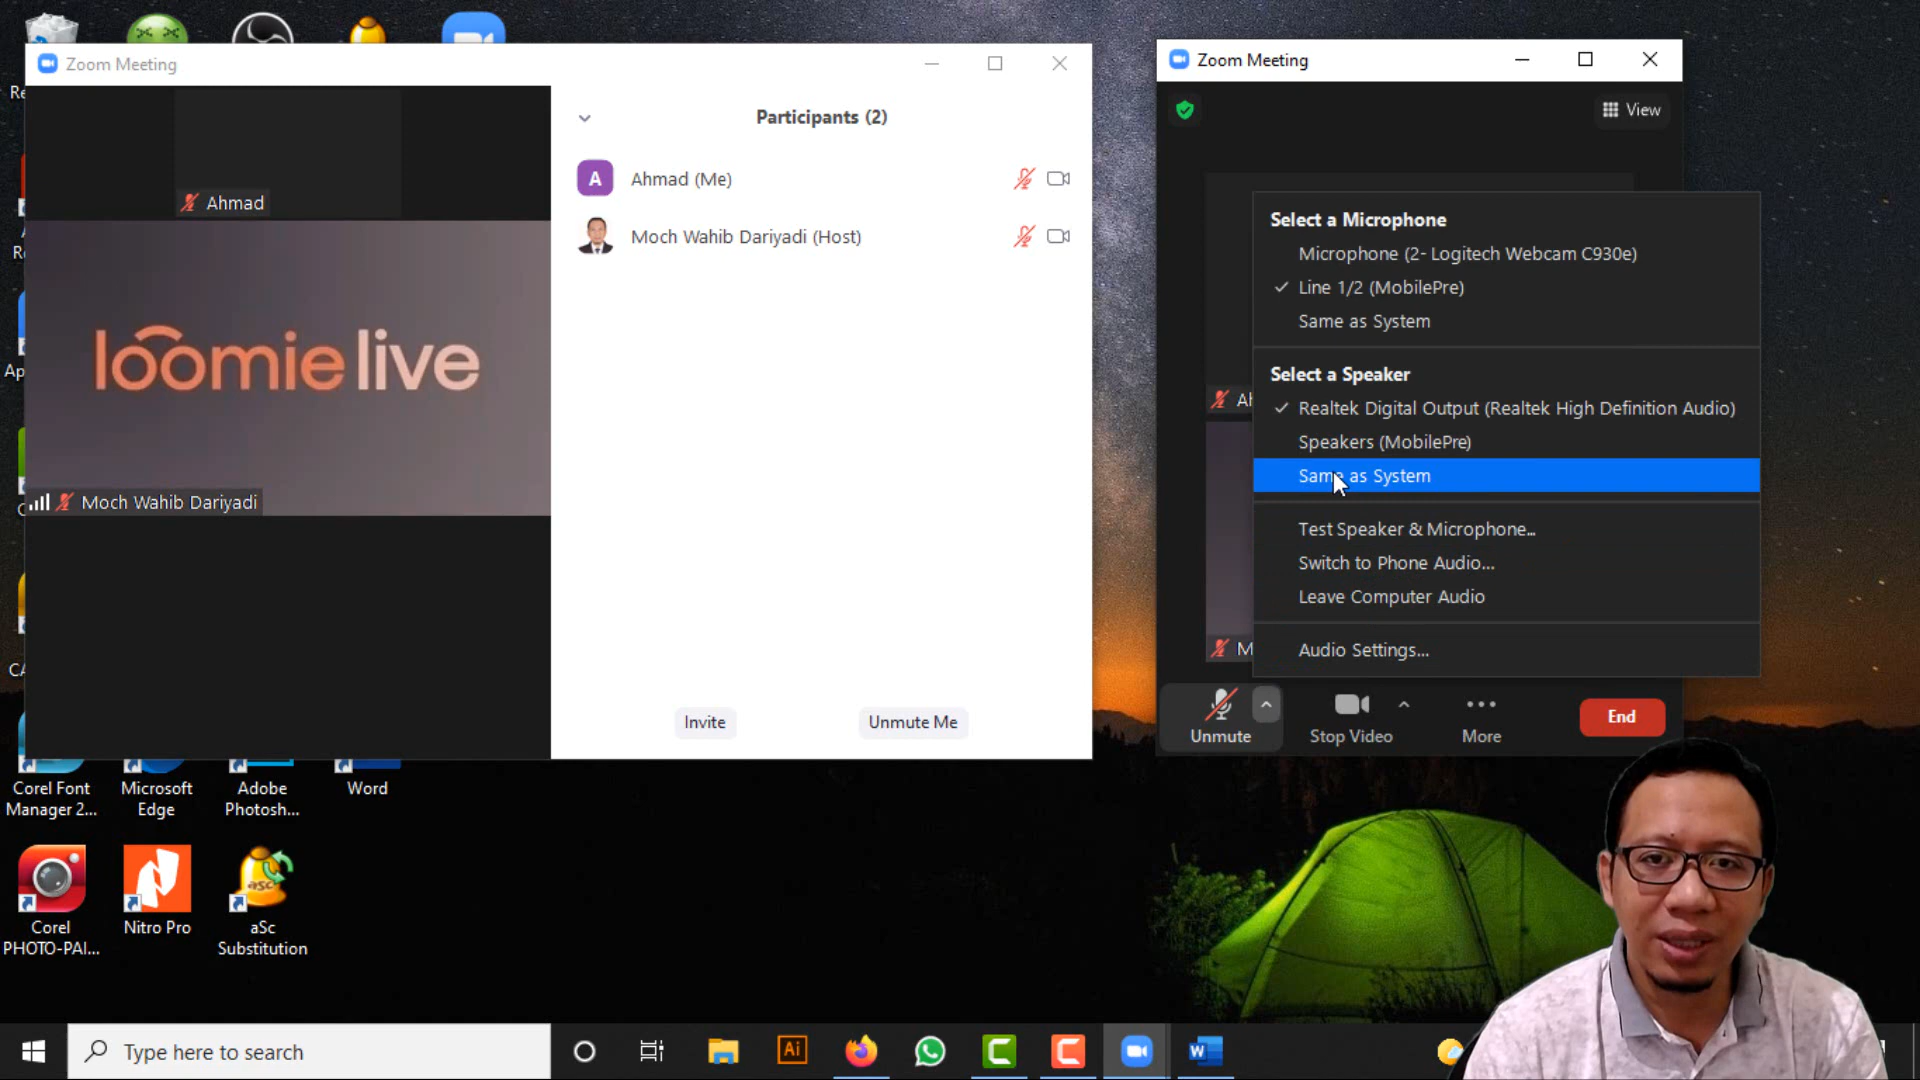 Zoom Meeting
Participants (2)
A
Ahmad (Me)
Moch Wahib Dariyadi (Host)
Ahmad
loomielive
Moch Wahib Dariyadi
Invite
Unmute Me
Zoom Meeting
View
Select a Microphone
Microphone (2- Logitech Webcam C930e)
Line 1/2 (MobilePre)
Same as System
Select a Speaker
Realtek Digital Output (Realtek High Definition Audio)
Speakers (MobilePre)
Same as System
Test Speaker & Microphone...
Switch to Phone Audio...
Leave Computer Audio
Audio Settings...
Unmute
Stop Video
More
End
Corel Font
Manager 2...
Microsoft
Edge
Adobe
Photosh...
Word
Corel
PHOTO-PAI...
Nitro Pro
asc
aSc
Substitution
Type here to search
Ai
W